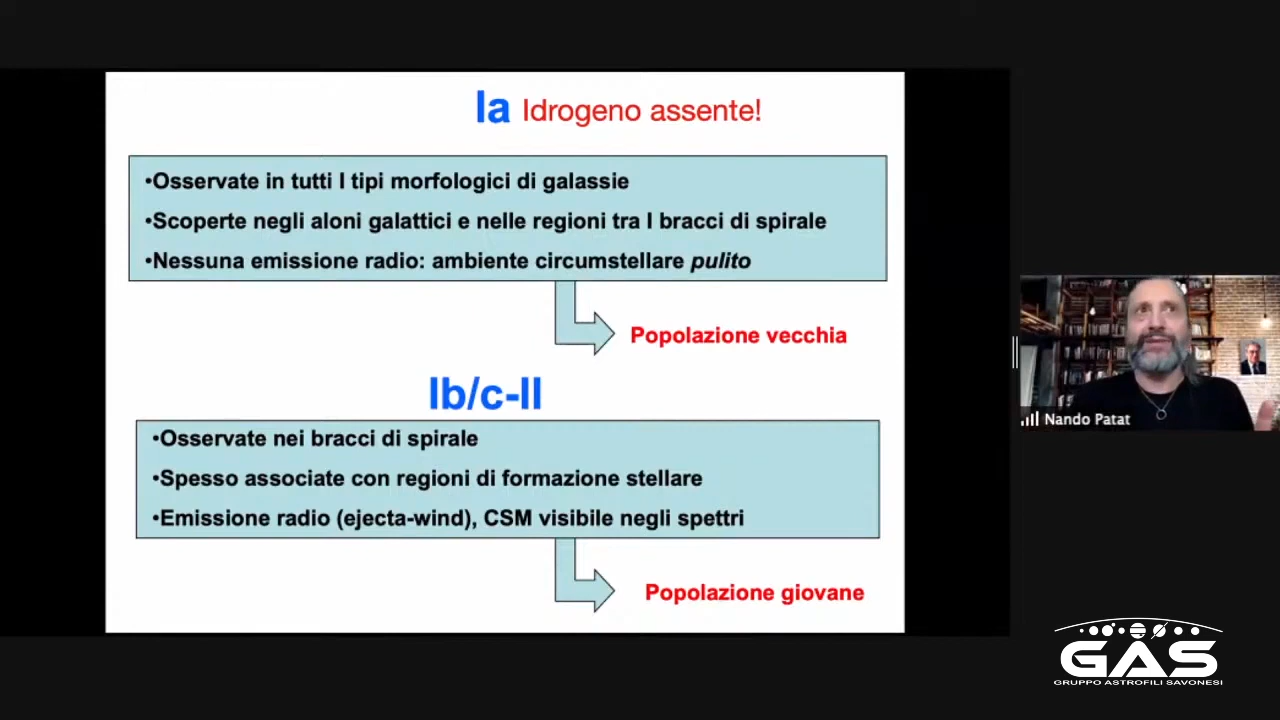 Ia Idrogeno assente!
•Osservate in tutti I tipi morfologici di galassie
•Scoperte negli aloni galattici e nelle regioni tra I bracci di spirale
•Nessuna emissione radio: ambiente circumstellare pulito
Popolazione vecchia
Ib/c-II
•Osservate nei bracci di spirale
•Spesso associate con regioni di formazione stellare
•Emissione radio (ejecta-wind), CSM visibile negli spettri
Popolazione giovane
Nando Patat
GAS
GRUPPO ASTROFILI SAVONESI